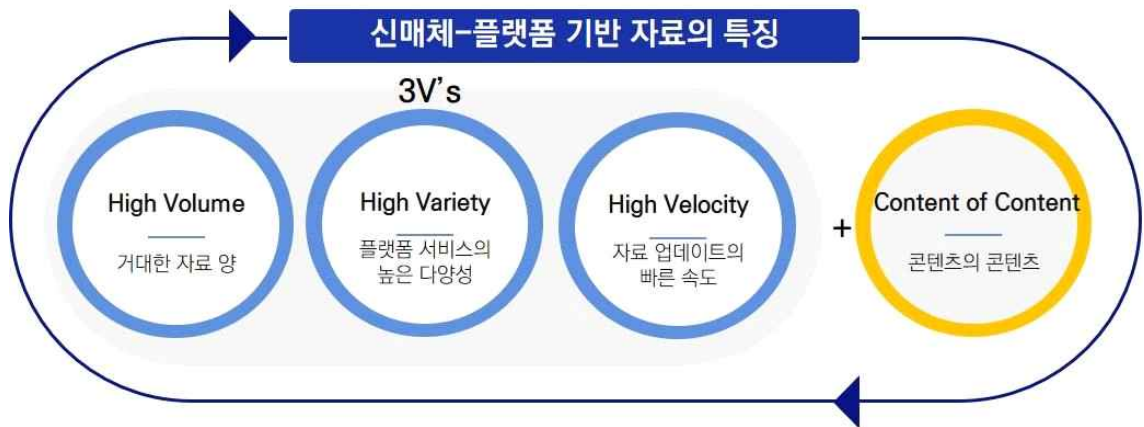 신매체-플랫폼 기반 자료의 특징
3V's
High Volume
거대한 자료 양
High Variety
플랫폼 서비스의
높은 다양성
High Velocity
자료 업데이트의
빠른 속도
+
Content of Content
콘텐츠의 콘텐츠